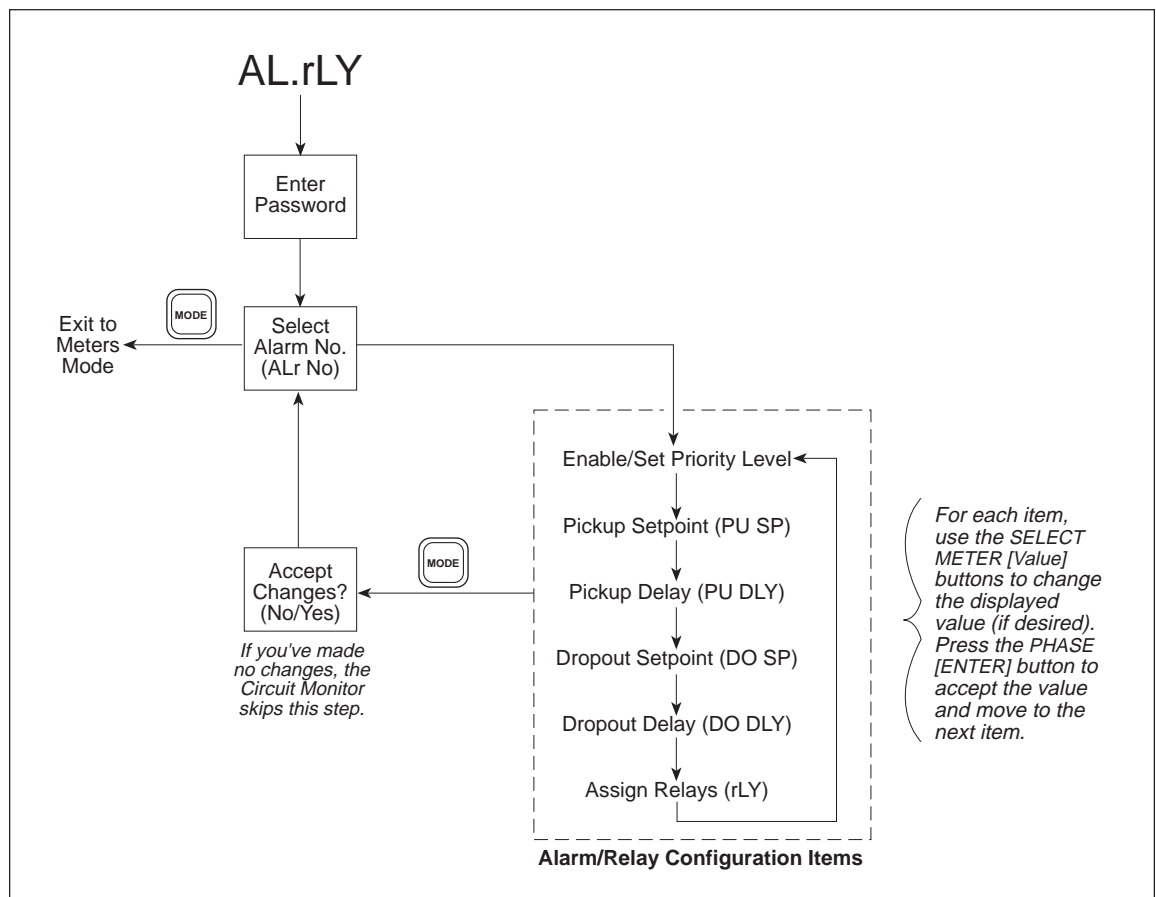 AL.rLY
Enter
Password
MODE
Exit to
Meters
Mode
Select
Alarm No.
(ALr No)
Enable/Set Priority Level
Pickup Setpoint (PU SP)
Pickup Delay (PU DLY)
Dropout Setpoint (DO SP)
Dropout Delay (DO DLY)
Assign Relays (rLY)
Alarm/Relay Configuration Items
MODE
Accept
Changes?
(No/Yes)
If you've made
no changes, the
Circuit Monitor
skips this step.
For each item,
use the SELECT
METER [Value]
buttons to change
the displayed
value (if desired).
Press the PHASE
[ENTER] button to
accept the value
and move to the
next item.